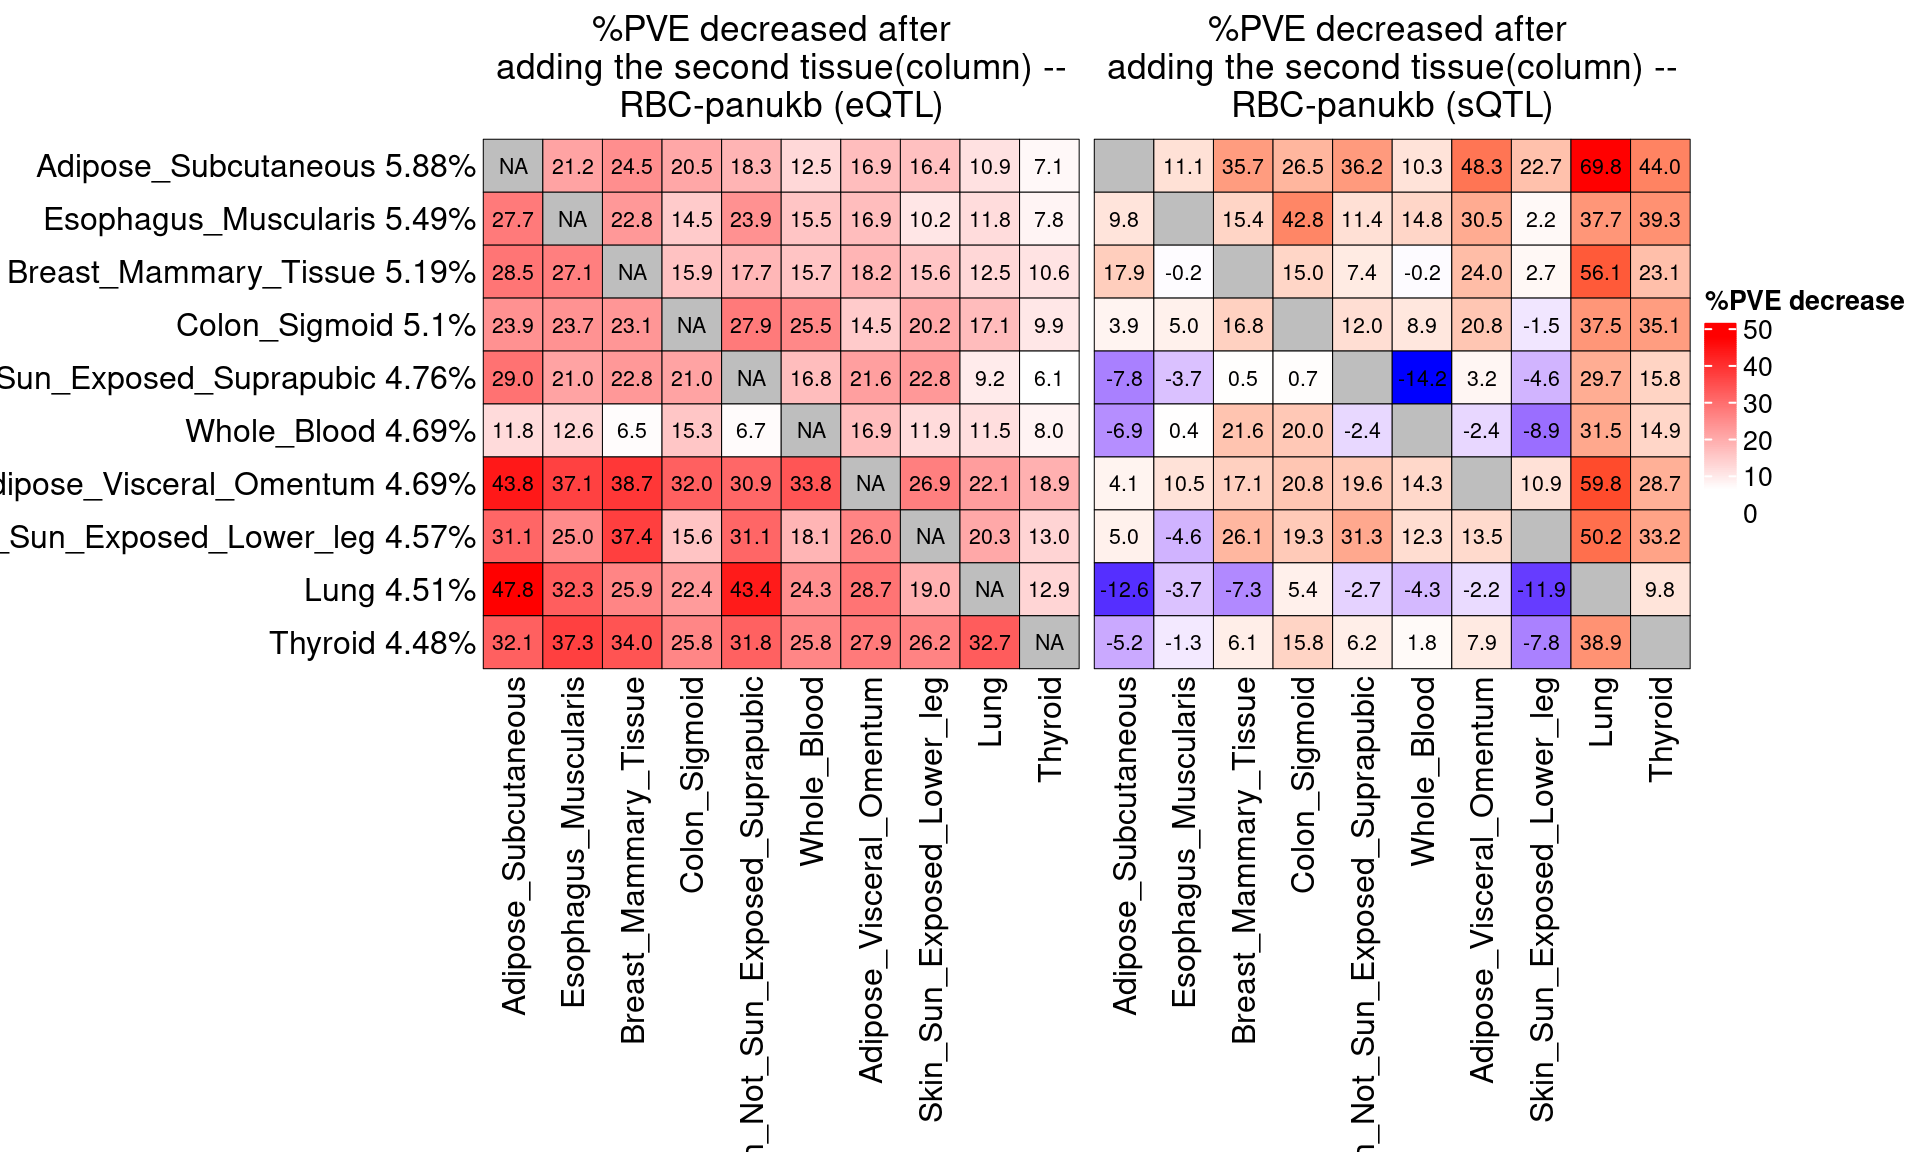 %PVE decreased after
adding the second tissue(column) --
RBC-panukb (eQTL)
%PVE decreased after
adding the second tissue(column) --
RBC-panukb (sQTL)
Adipose_Subcutaneous 5.88% NA 21.2 24.5 20.5 18.3 12.5 16.9 16.4 10.9 7.1 11.1 35.7 26.5 36.2 10.3 48.3 22.7 69.8 44.0
Esophagus_Muscularis 5.49% 27.7 NA 22.8 14.5 23.9 15.5 16.9 10.2 11.8 7.8 9.8 15.4 42.8 11.4 14.8 30.5 2.2 37.7 39.3
Breast_Mammary_Tissue 5.19% 28.5 27.1 NA 15.9 17.7 15.7 18.2 15.6 12.5 10.6 17.9 -0.2 15.0 7.4 -0.2 24.0 2.7 56.1 23.1
Colon_Sigmoid 5.1% 23.9 23.7 23.1 NA 27.9 25.5 14.5 20.2 17.1 9.9 3.9 5.0 16.8 12.0 8.9 20.8 -1.5 37.5 35.1
Sun_Exposed_Suprapubic 4.76% 29.0 21.0 22.8 21.0 NA 16.8 21.6 22.8 9.2 6.1 -7.8 -3.7 0.5 0.7 -14.2 3.2 -4.6 29.7 15.8
Whole_Blood 4.69% 11.8 12.6 6.5 15.3 6.7 NA 16.9 11.9 11.5 8.0 -6.9 0.4 21.6 20.0 -2.4 -2.4 -8.9 31.5 14.9
dipose_Visceral_Omentum 4.69% 43.8 37.1 38.7 32.0 30.9 33.8 NA 26.9 22.1 18.9 4.1 10.5 17.1 20.8 19.6 14.3 10.9 59.8 28.7
_Sun_Exposed_Lower_leg 4.57% 31.1 25.0 37.4 15.6 31.1 18.1 26.0 NA 20.3 13.0 5.0 -4.6 26.1 19.3 31.3 12.3 13.5 50.2 33.2
Lung 4.51% 47.8 32.3 25.9 22.4 43.4 24.3 28.7 19.0 NA 12.9 -12.6 -3.7 -7.3 5.4 -2.7 -4.3 -2.2 -11.9 9.8
Thyroid 4.48% 32.1 37.3 34.0 25.8 31.8 25.8 27.9 26.2 32.7 NA -5.2 -1.3 6.1 15.8 6.2 1.8 7.9 -7.8 38.9
Adipose_Subcutaneous
Esophagus_Muscularis
Breast_Mammary_Tissue
Colon_Sigmoid
n_Not_Sun_Exposed_Suprapubic
Whole_Blood
Adipose_Visceral_Omentum
Skin_Sun_Exposed_Lower_leg
Lung
Thyroid
Adipose_Subcutaneous
Esophagus_Muscularis
Breast_Mammary_Tissue
Colon_Sigmoid
n_Not_Sun_Exposed_Suprapubic
Whole_Blood
Adipose_Visceral_Omentum
Skin_Sun_Exposed_Lower_leg
Lung
Thyroid
%PVE decrease
50
40
30
20
10
0